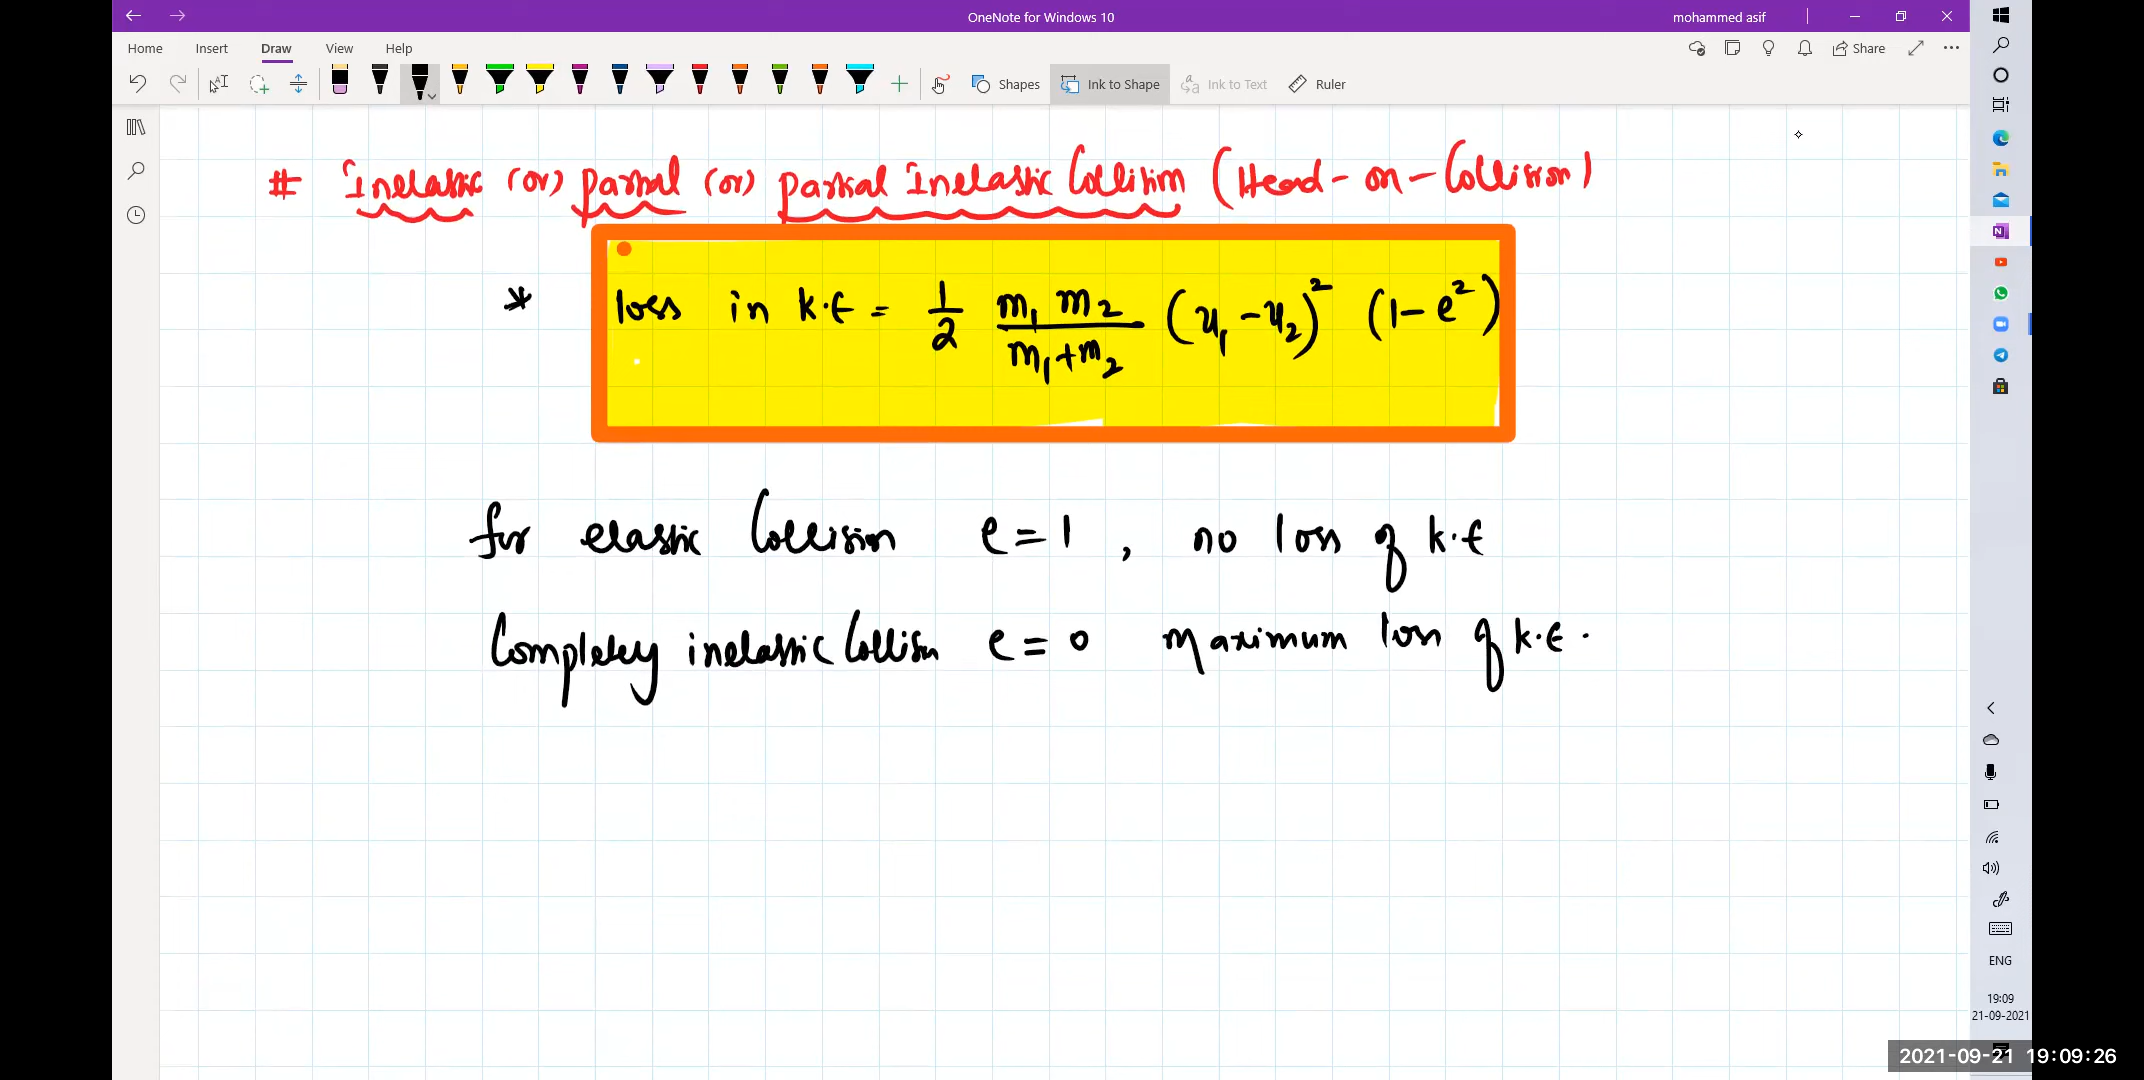 OneNote for Windows 10
mohammed asif
Home Insert Draw View Help
Share
Shapes Ink to Shape Ink to Text Ruler
# Inelastic (or) partial (or) partial Inelastic Collision (Head-on-Collision)
* loss in k.E = 1/2 m₁ m₂/m₁+m₂ (u₁-u₂)² (1-e²)
for elastic Collision e=1, no loss of k.E
Completely inelastic Collision e=0 maximum loss of k.E.
ENG
19:09
21-09-2021
2021-09-21 19:09:26